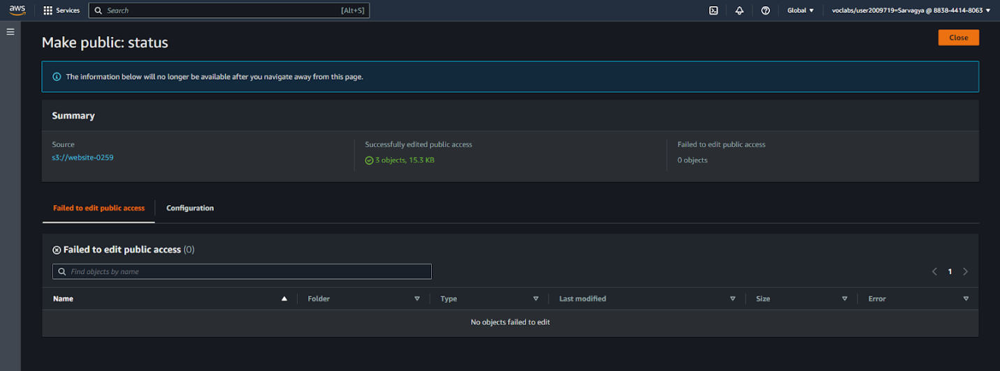 aws Services Search [Alt+S] Global voclabs/user2009719=Sarvagya @ 8838-4414-8063
Make public: status Close
The information below will no longer be available after you navigate away from this page.
Summary
Source Successfully edited public access Failed to edit public access
s3://website-0259 3 objects, 15.3 KB 0 objects
Failed to edit public access Configuration
Failed to edit public access (0)
Find objects by name 1
Name Folder Type Last modified Size Error
No objects failed to edit